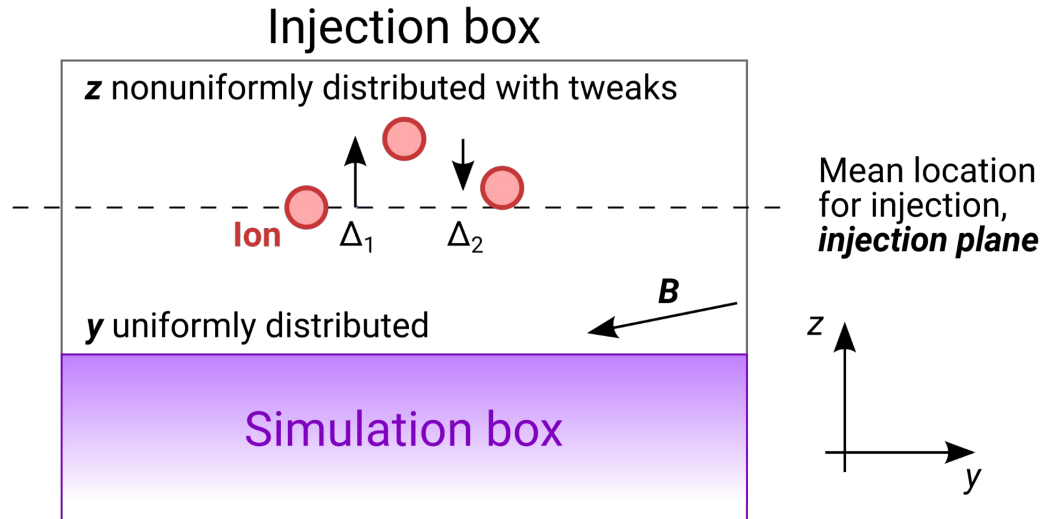 Injection box
z nonuniformly distributed with tweaks
Mean location
for injection,
injection plane
Ion
Δ₁
Δ₂
B
y uniformly distributed
z
Simulation box
y